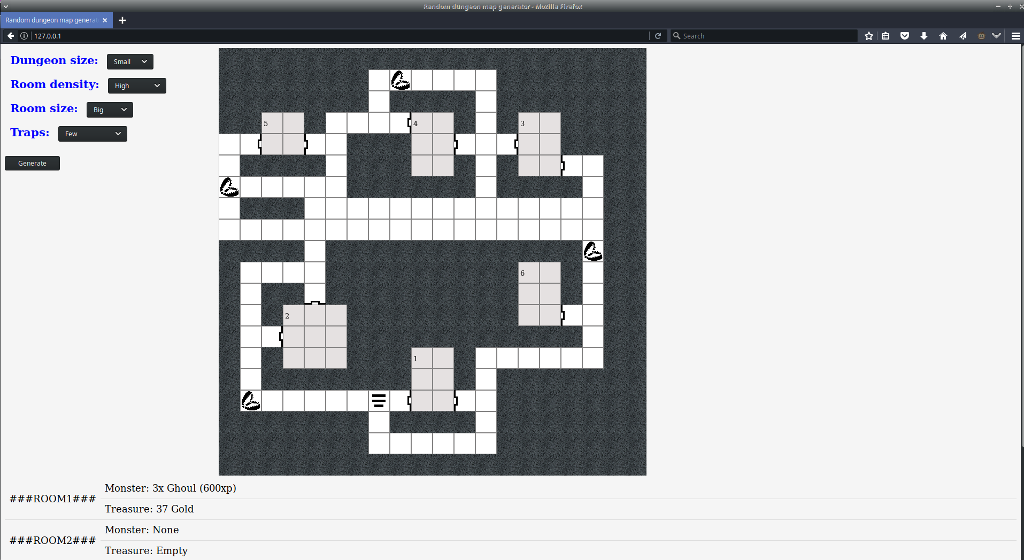 Random dungeon map generator - Mozilla Firefox
Random dungeon map generat
127.0.0.1
Search
Dungeon size: Small
Room density: High
Room size: Big
Traps: Few
Generate
5
4
3
6
2
1
###ROOM1###
Monster: 3x Ghoul (600xp)
Treasure: 37 Gold
###ROOM2###
Monster: None
Treasure: Empty